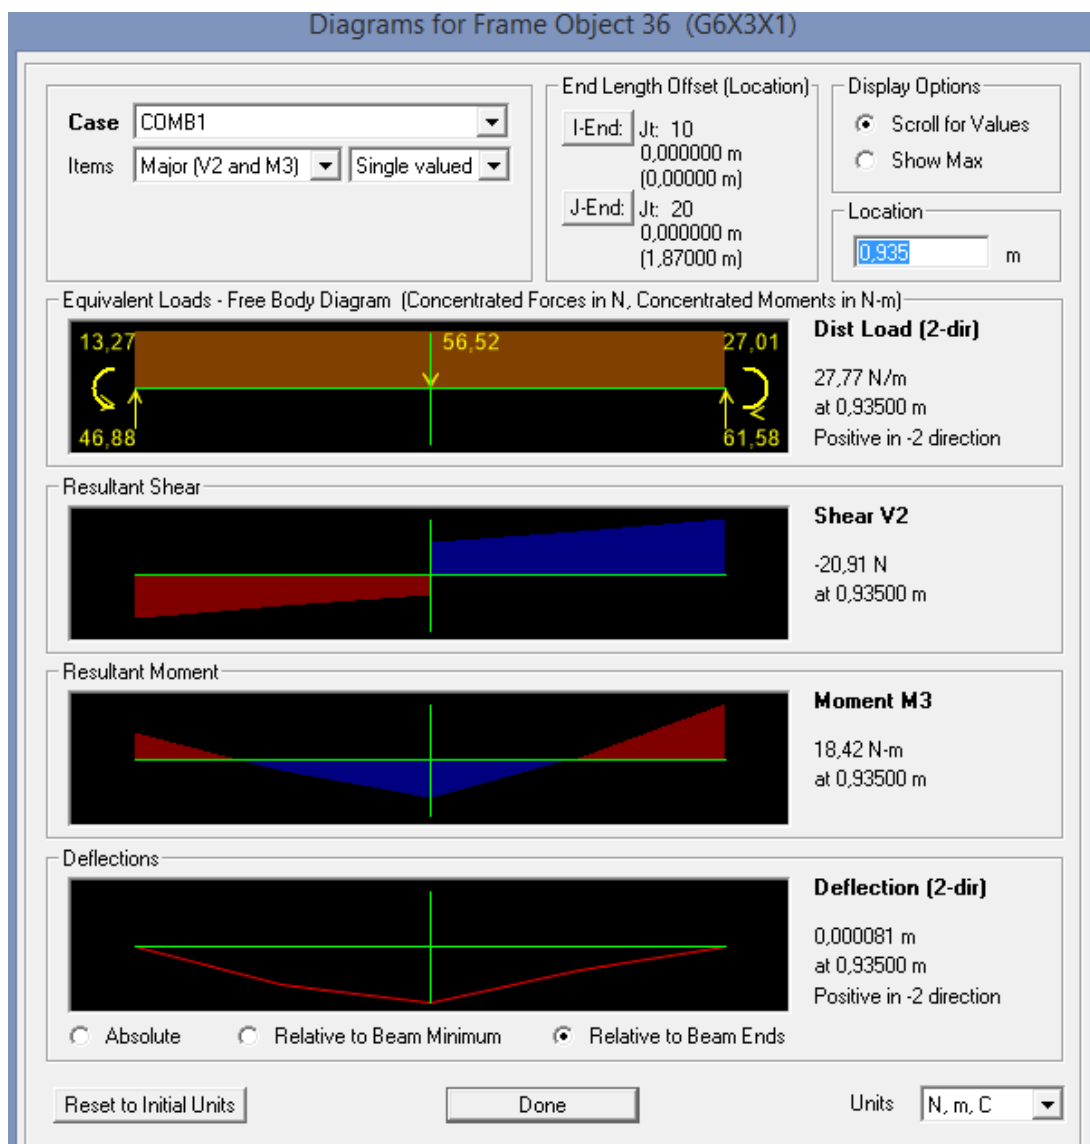 Diagrams for Frame Object 36 (G6X3X1)
Case COMB1
Items Major (V2 and M3) Single valued
End Length Offset (Location)
I-End: Jt: 10
0,000000 m
(0,00000 m)
J-End: Jt: 20
0,000000 m
(1,87000 m)
Display Options
Scroll for Values
Show Max
Location
0,935 m
Equivalent Loads - Free Body Diagram (Concentrated Forces in N, Concentrated Moments in N-m)
13,27 56,52 27,01
46,88 61,58
Dist Load (2-dir)
27,77 N/m
at 0,93500 m
Positive in -2 direction
Resultant Shear
Shear V2
-20,91 N
at 0,93500 m
Resultant Moment
Moment M3
18,42 N-m
at 0,93500 m
Deflections
Deflection (2-dir)
0,000081 m
at 0,93500 m
Positive in -2 direction
Absolute Relative to Beam Minimum Relative to Beam Ends
Reset to Initial Units Done Units N, m, C